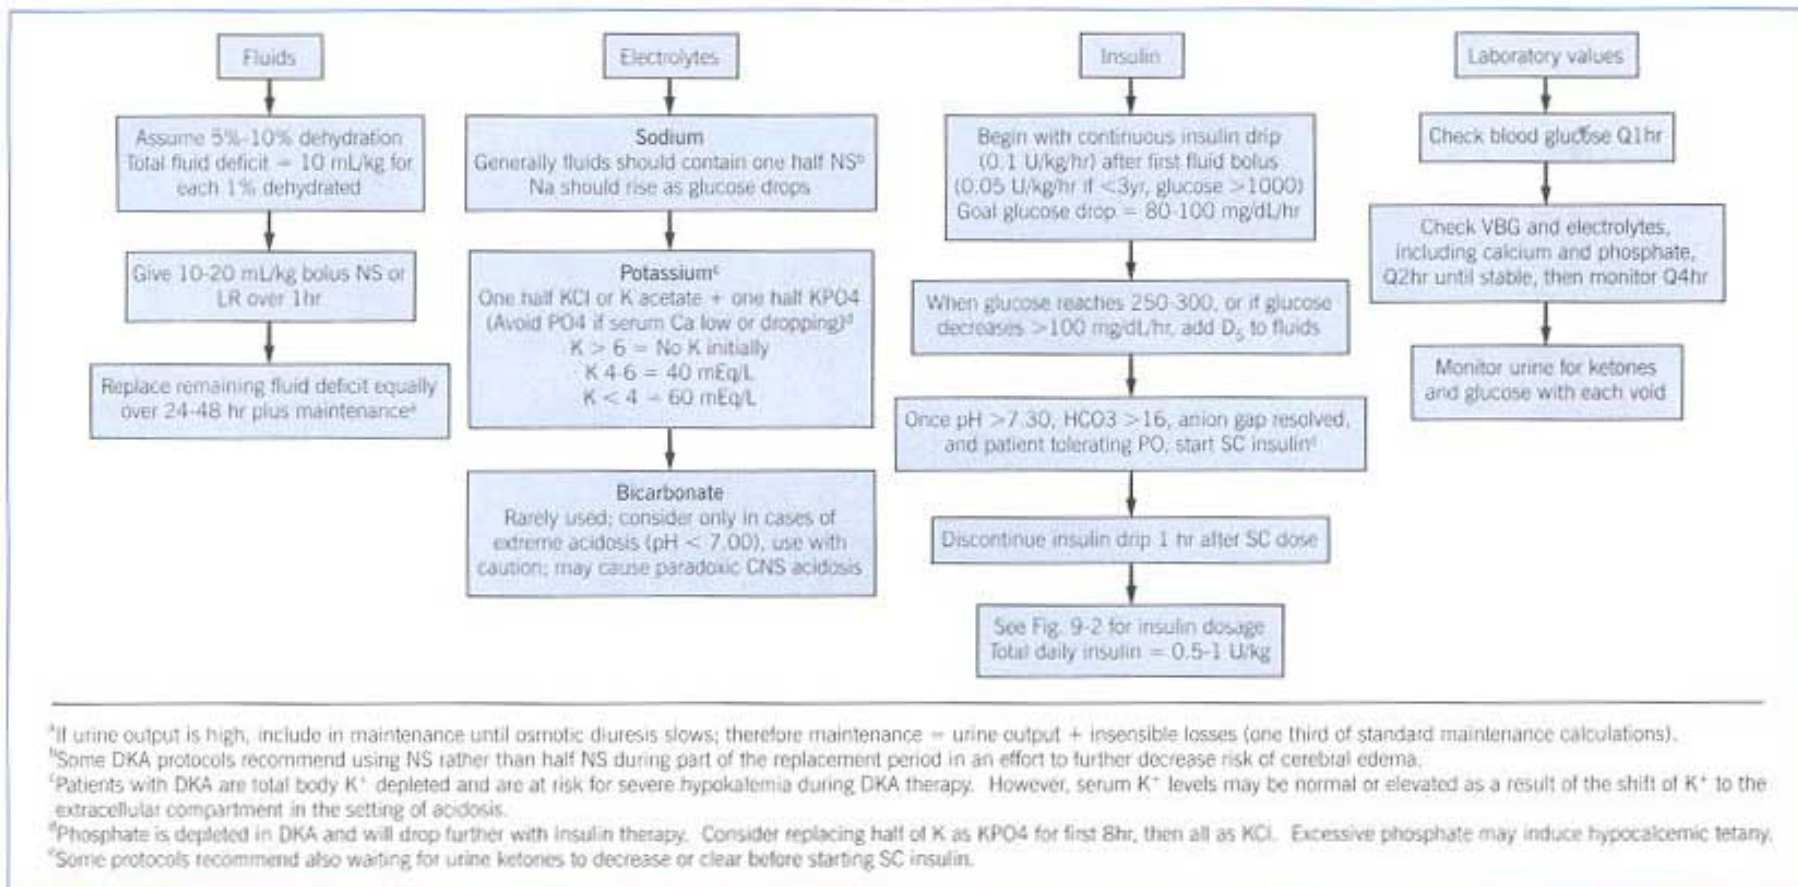 Fluids
Assume 5%-10% dehydration
Total fluid deficit = 10 mL/kg for
each 1% dehydrated
Give 10-20 mL/kg bolus NS or
LR over 1hr
Replace remaining fluid deficit equally
over 24-48 hr plus maintenanceᵃ
Electrolytes
Sodium
Generally fluids should contain one half NSᵇ
Na should rise as glucose drops
Potassiumᶜ
One half KCl or K acetate + one half KPO4
(Avoid PO4 if serum Ca low or dropping)ᵈ
K > 6 = No K initially
K 4-6 = 40 mEq/L
K < 4 = 60 mEq/L
Bicarbonate
Rarely used; consider only in cases of
extreme acidosis (pH < 7.00), use with
caution; may cause paradoxic CNS acidosis
Insulin
Begin with continuous insulin drip
(0.1 U/kg/hr) after first fluid bolus
(0.05 U/kg/hr if <3yr, glucose >1000)
Goal glucose drop = 80-100 mg/dL/hr
When glucose reaches 250-300, or if glucose
decreases >100 mg/dL/hr, add D₅ to fluids
Once pH >7.30, HCO3 >16, anion gap resolved,
and patient tolerating PO, start SC insulinᵉ
Discontinue insulin drip 1 hr after SC dose
See Fig. 9-2 for insulin dosage
Total daily insulin = 0.5-1 U/kg
Laboratory values
Check blood glucose Q1hr
Check VBG and electrolytes,
including calcium and phosphate,
Q2hr until stable, then monitor Q4hr
Monitor urine for ketones
and glucose with each void
ᵃIf urine output is high, include in maintenance until osmotic diuresis slows; therefore maintenance = urine output + insensible losses (one third of standard maintenance calculations).
ᵇSome DKA protocols recommend using NS rather than half NS during part of the replacement period in an effort to further decrease risk of cerebral edema.
ᶜPatients with DKA are total body K⁺ depleted and are at risk for severe hypokalemia during DKA therapy. However, serum K⁺ levels may be normal or elevated as a result of the shift of K⁺ to the
extracellular compartment in the setting of acidosis.
ᵈPhosphate is depleted in DKA and will drop further with insulin therapy. Consider replacing half of K as KPO4 for first 8hr, then all as KCl. Excessive phosphate may induce hypocalcemic tetany.
ᵉSome protocols recommend also waiting for urine ketones to decrease or clear before starting SC insulin.